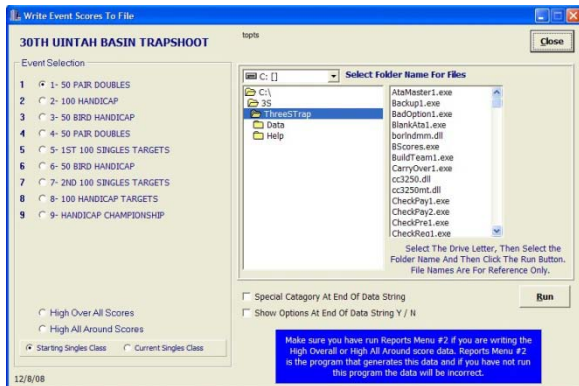 Write Event Scores To File
30TH UINTAH BASIN TRAPSHOOT
topts
Close
Event Selection
1 1- 50 PAIR DOUBLES
2 2- 100 HANDICAP
3 3- 50 BIRD HANDICAP
4 4- 50 PAIR DOUBLES
5 5- 1ST 100 SINGLES TARGETS
6 6- 50 BIRD HANDICAP
7 7- 2ND 100 SINGLES TARGETS
8 8- 100 HANDICAP TARGETS
9 9- HANDICAP CHAMPIONSHIP
High Over All Scores
High All Around Scores
Starting Singles Class Current Singles Class
12/8/08
C: [] Select Folder Name For Files
C:\
3S
ThreeSTrap
Data
Help
AtaMaster1.exe
Backup1.exe
BadOption1.exe
BlankAta1.exe
borlndmm.dll
BScores.exe
BuildTeam1.exe
CarryOver1.exe
cc3250.dll
cc3250mt.dll
CheckPay1.exe
CheckPay2.exe
CheckPre1.exe
CheckReg1.exe
Select The Drive Letter, Then Select the
Folder Name And Then Click The Run Button.
File Names Are For Reference Only.
Special Catagory At End Of Data String
Show Options At End Of Data String Y / N
Run
Make sure you have run Reports Menu #2 if you are writing the
High Overall or High All Around score data. Reports Menu #2
is the program that generates this data and if you have not run
this program the data will be incorrect.